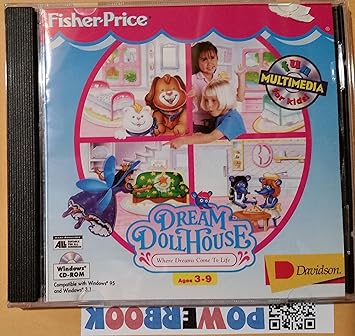 Fisher-Price
®
FUN
MULTIMEDIA
for kids!
DREAM
DOLLHOUSE
Where Dreams Come To Life
Ages 3-9
ALL
Windows
CD-ROM
Compatible with Windows 95
and Windows 3.1
Davidson.
POWERBOOK